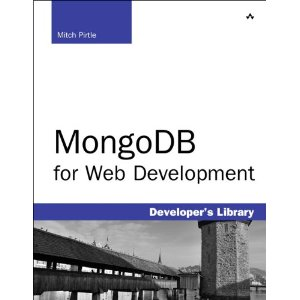 Mitch Pirtle
MongoDB
for Web Development
Developer's Library